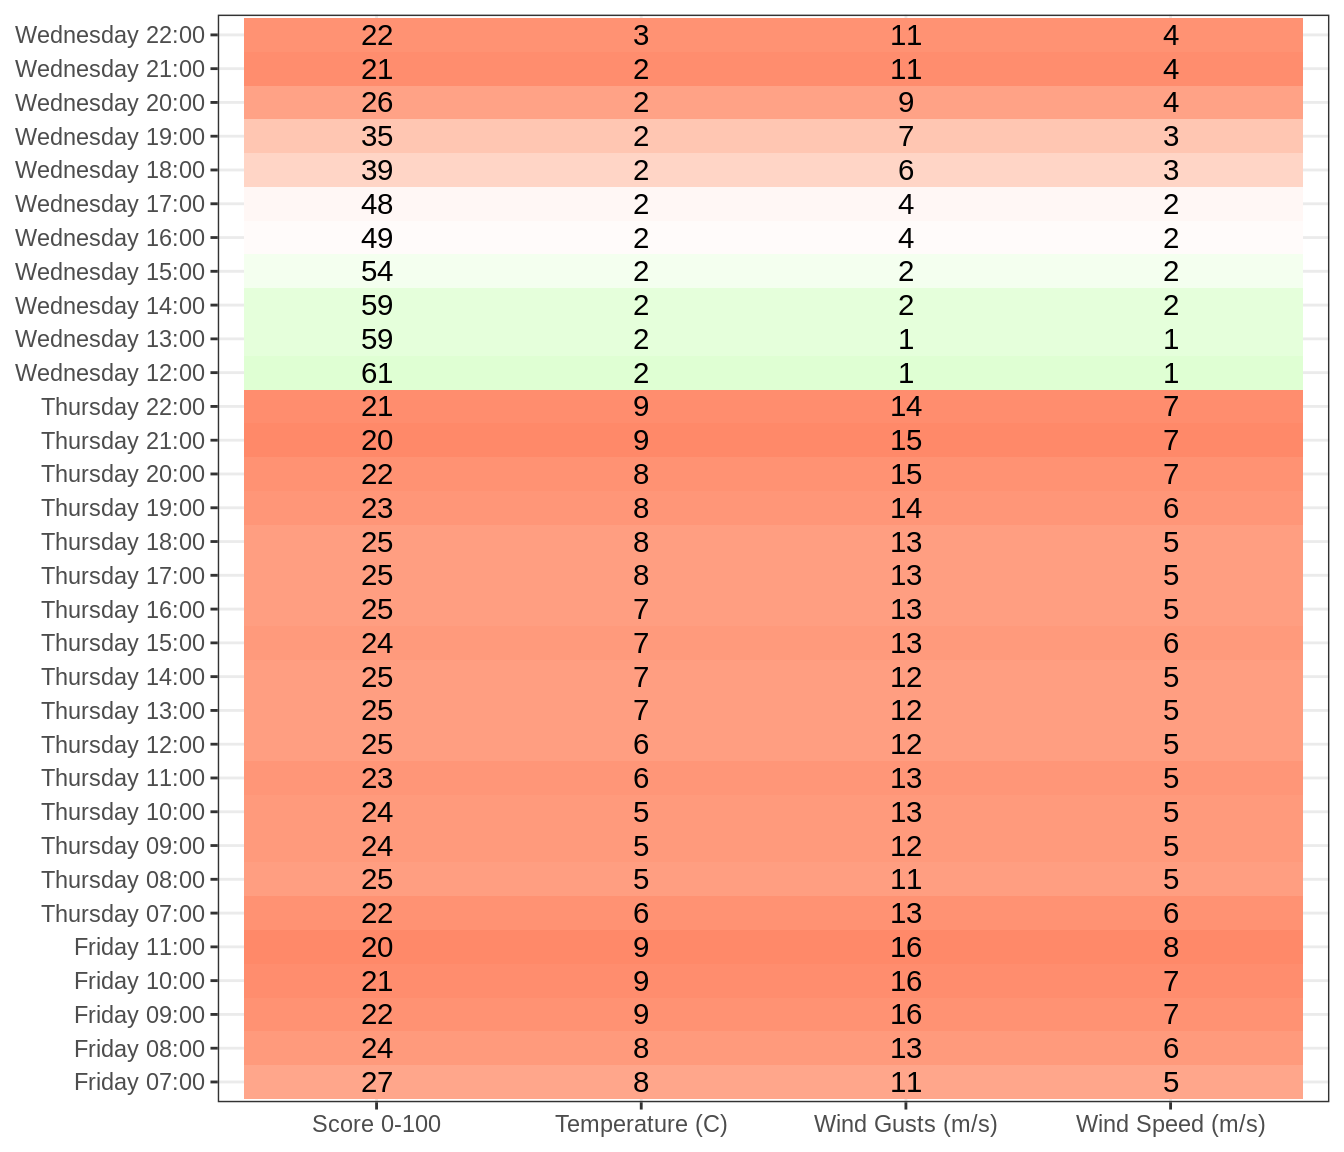 Wednesday 22:00 22 3 11 4
Wednesday 21:00 21 2 11 4
Wednesday 20:00 26 2 9 4
Wednesday 19:00 35 2 7 3
Wednesday 18:00 39 2 6 3
Wednesday 17:00 48 2 4 2
Wednesday 16:00 49 2 4 2
Wednesday 15:00 54 2 2 2
Wednesday 14:00 59 2 2 2
Wednesday 13:00 59 2 1 1
Wednesday 12:00 61 2 1 1
Thursday 22:00 21 9 14 7
Thursday 21:00 20 9 15 7
Thursday 20:00 22 8 15 7
Thursday 19:00 23 8 14 6
Thursday 18:00 25 8 13 5
Thursday 17:00 25 8 13 5
Thursday 16:00 25 7 13 5
Thursday 15:00 24 7 13 6
Thursday 14:00 25 7 12 5
Thursday 13:00 25 7 12 5
Thursday 12:00 25 6 12 5
Thursday 11:00 23 6 13 5
Thursday 10:00 24 5 13 5
Thursday 09:00 24 5 12 5
Thursday 08:00 25 5 11 5
Thursday 07:00 22 6 13 6
Friday 11:00 20 9 16 8
Friday 10:00 21 9 16 7
Friday 09:00 22 9 16 7
Friday 08:00 24 8 13 6
Friday 07:00 27 8 11 5
Score 0-100 Temperature (C) Wind Gusts (m/s) Wind Speed (m/s)